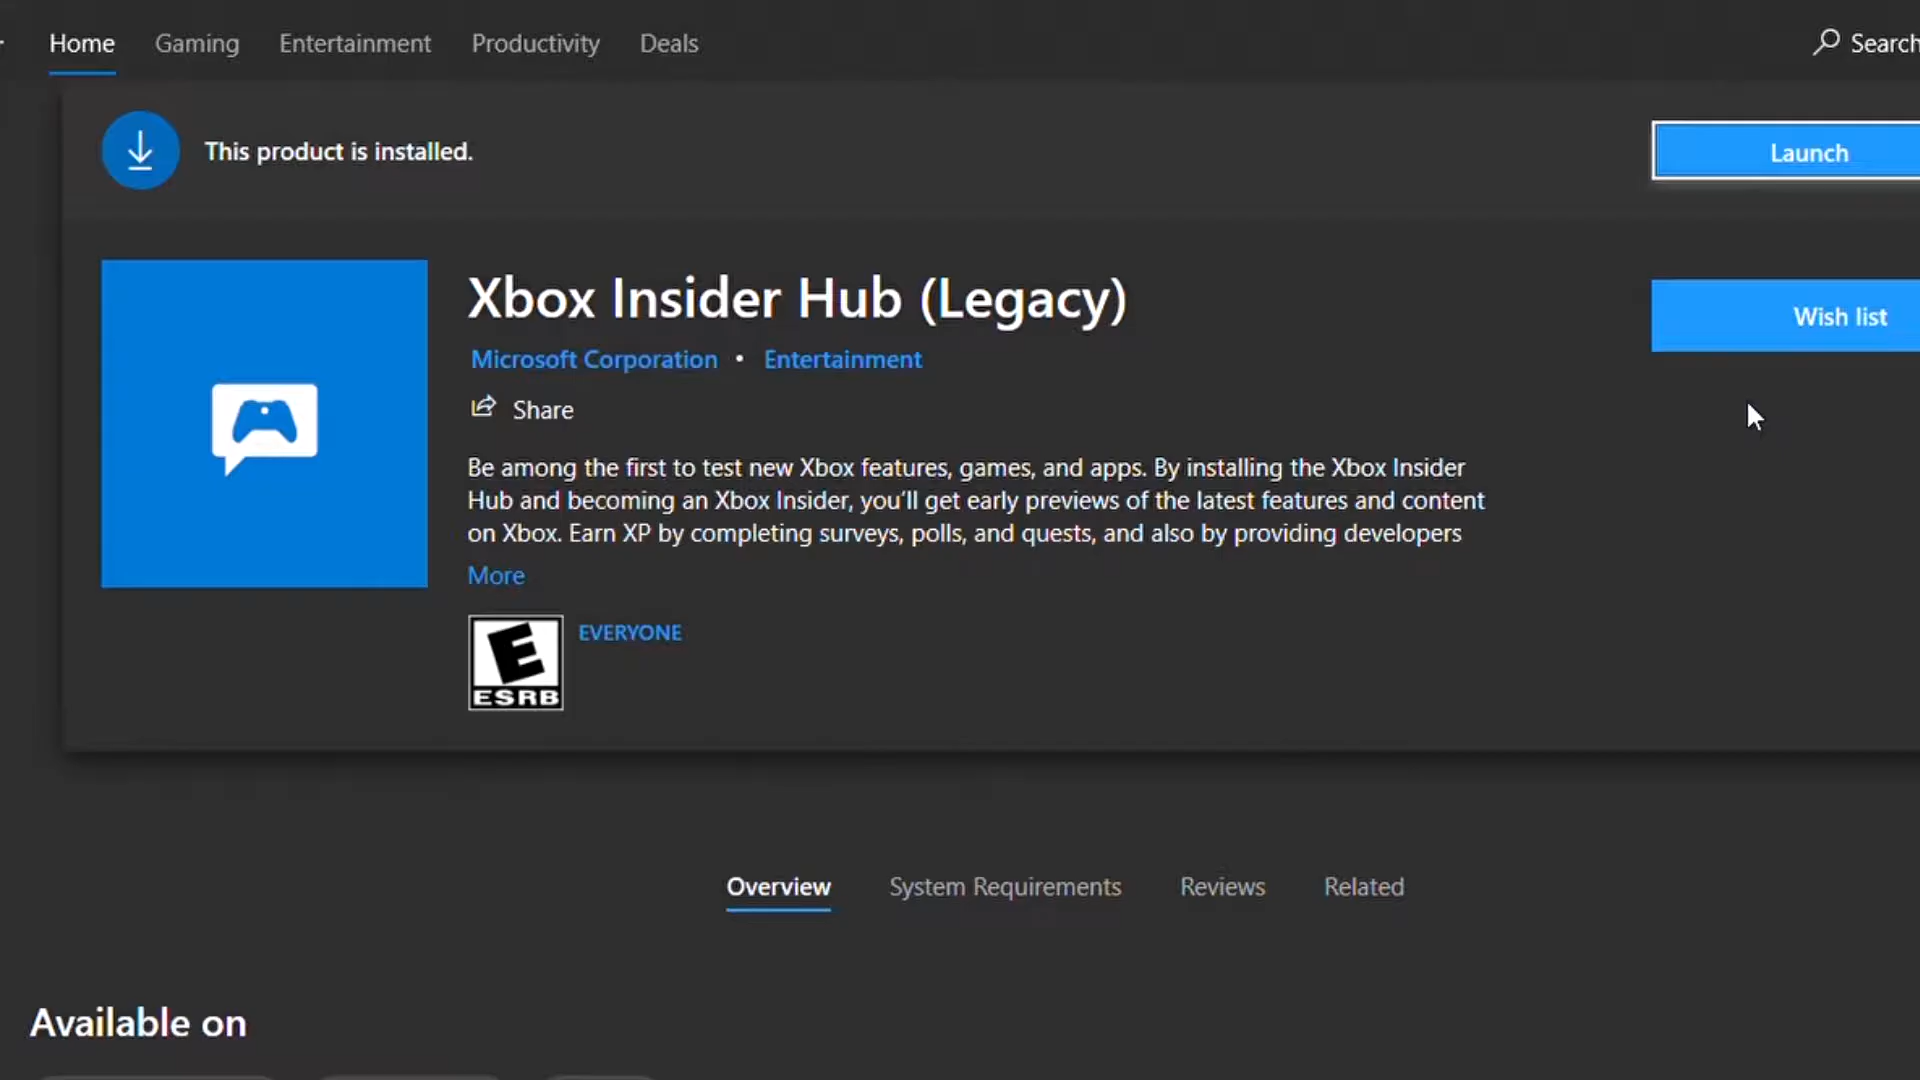 Home Gaming Entertainment Productivity Deals Search
This product is installed.
Launch
Xbox Insider Hub (Legacy)
Wish list
Microsoft Corporation • Entertainment
Share
Be among the first to test new Xbox features, games, and apps. By installing the Xbox Insider
Hub and becoming an Xbox Insider, you’ll get early previews of the latest features and content
on Xbox. Earn XP by completing surveys, polls, and quests, and also by providing developers
More
E
EVERYONE
ESRB
Overview System Requirements Reviews Related
Available on